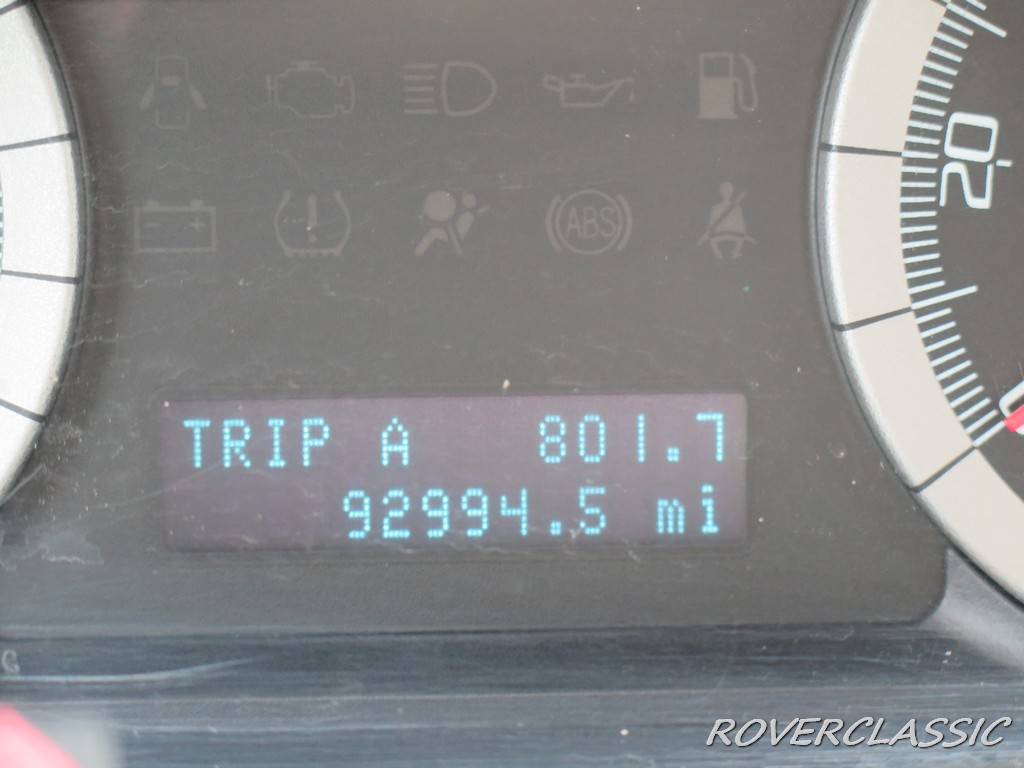 ABS
20
TRIP A 801.7
92994.5 mi
ROVERCLASSIC